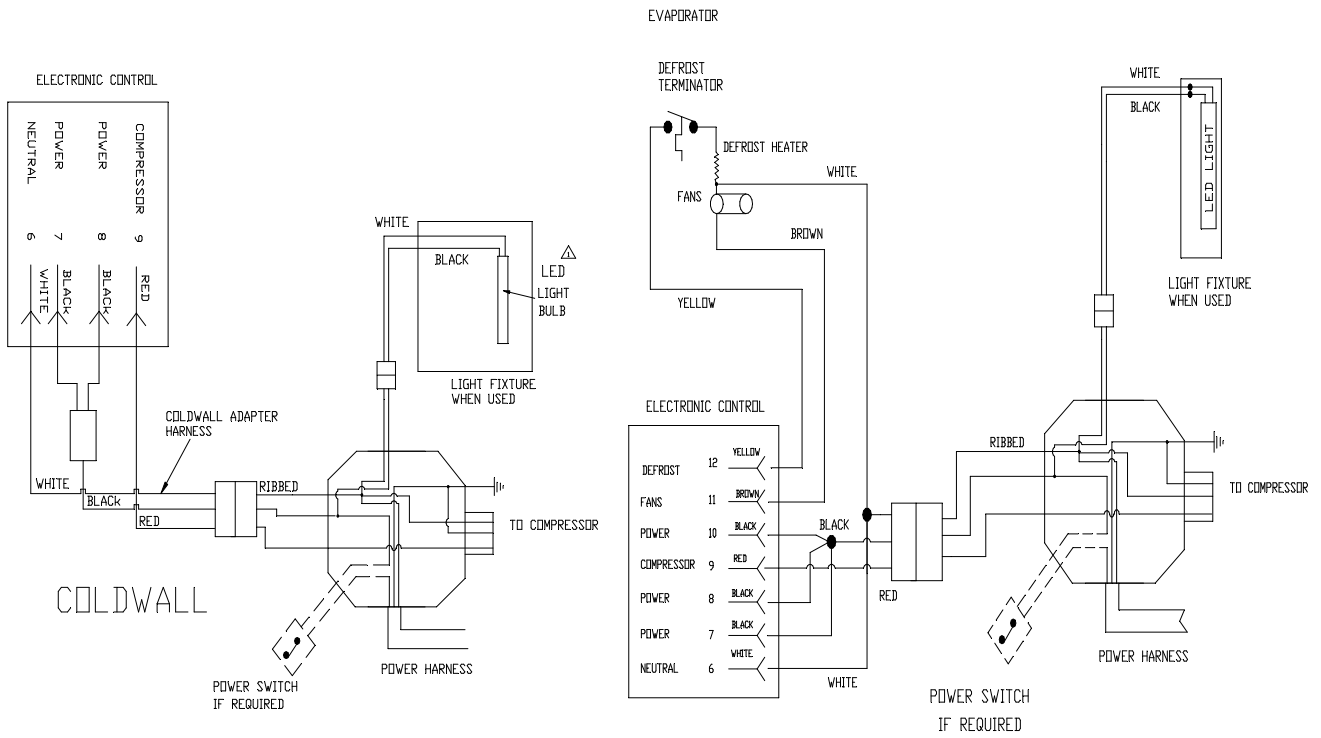 EVAPORATOR
ELECTRONIC CONTROL
NEUTRAL
POWER
POWER
COMPRESSOR
6
7
8
9
WHITE
BLACK
BLACK
RED
COLDWALL ADAPTER
HARNESS
WHITE
BLACK
RED
RIBBED
WHITE
BLACK
1
LED
LIGHT
BULB
LIGHT FIXTURE
WHEN USED
TO COMPRESSOR
COLDWALL
POWER SWITCH
IF REQUIRED
POWER HARNESS
DEFROST
TERMINATOR
DEFROST HEATER
WHITE
FANS
BROWN
YELLOW
ELECTRONIC CONTROL
DEFROST 12 YELLOW
FANS 11 BROWN
POWER 10 BLACK
COMPRESSOR 9 RED
POWER 8 BLACK
POWER 7 BLACK
NEUTRAL 6 WHITE
BLACK
RED
WHITE
RIBBED
WHITE
BLACK
LED LIGHT
LIGHT FIXTURE
WHEN USED
TO COMPRESSOR
POWER HARNESS
POWER SWITCH
IF REQUIRED